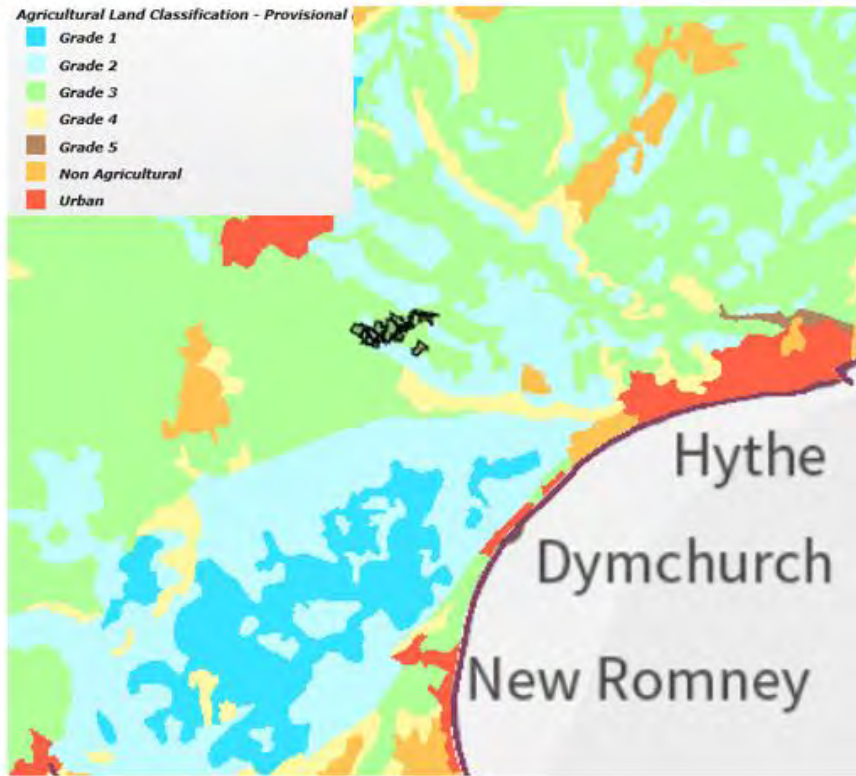 Agricultural Land Classification - Provisional
Grade 1
Grade 2
Grade 3
Grade 4
Grade 5
Non Agricultural
Urban
Hythe
Dymchurch
New Romney